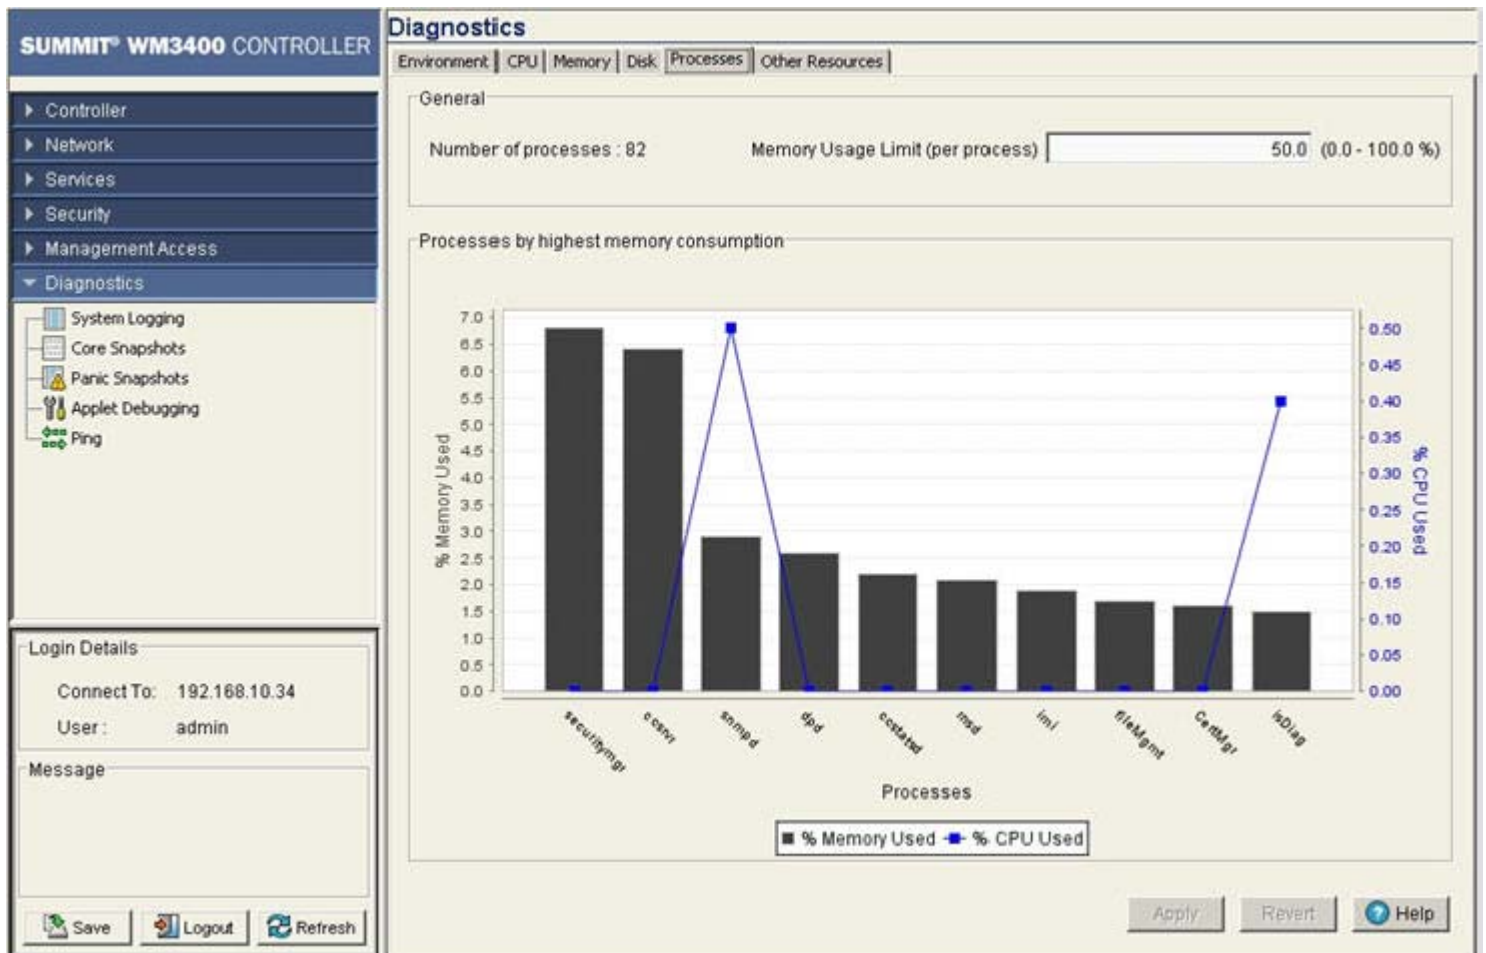 SUMMIT® WM3400 CONTROLLER
Controller
Network
Services
Security
Management Access
Diagnostics
System Logging
Core Snapshots
Panic Snapshots
Applet Debugging
Ping
Login Details
Connect To: 192.168.10.34
User : admin
Message
Save Logout Refresh
Diagnostics
Environment CPU Memory Disk Processes Other Resources
General
Number of processes : 82 Memory Usage Limit (per process) 50.0 (0.0 - 100.0 %)
Processes by highest memory consumption
% Memory Used
7.0
6.5
6.0
5.5
5.0
4.5
4.0
3.5
3.0
2.5
2.0
1.5
1.0
0.5
0.0
0.50
0.45
0.40
0.35
0.30
0.25
0.20
0.15
0.10
0.05
0.00
% CPU Used
securitymgr ccsrvr snmpd dpd ccstatsd msd imi fileMgmt CertMgr isDiag
Processes
% Memory Used % CPU Used
Apply Revert Help